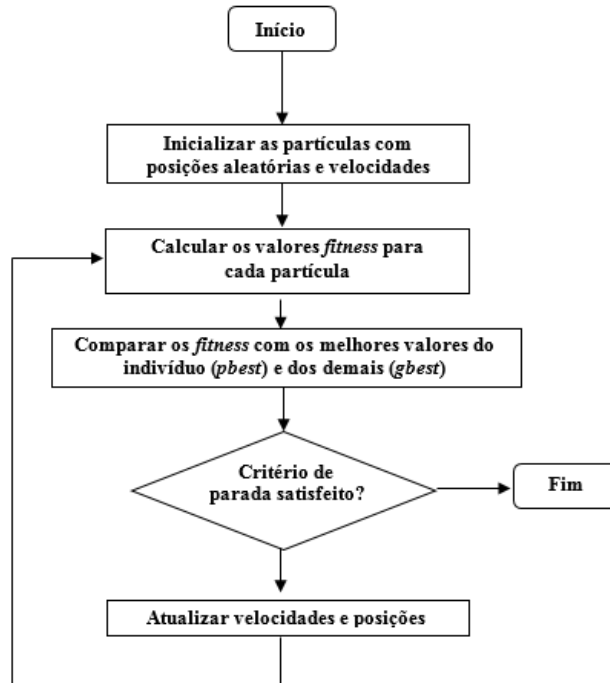 Início
Inicializar as partículas com
posições aleatórias e velocidades
Calcular os valores fitness para
cada partícula
Comparar os fitness com os melhores valores do
indivíduo (pbest) e dos demais (gbest)
Critério de
parada satisfeito?
Fim
Atualizar velocidades e posições